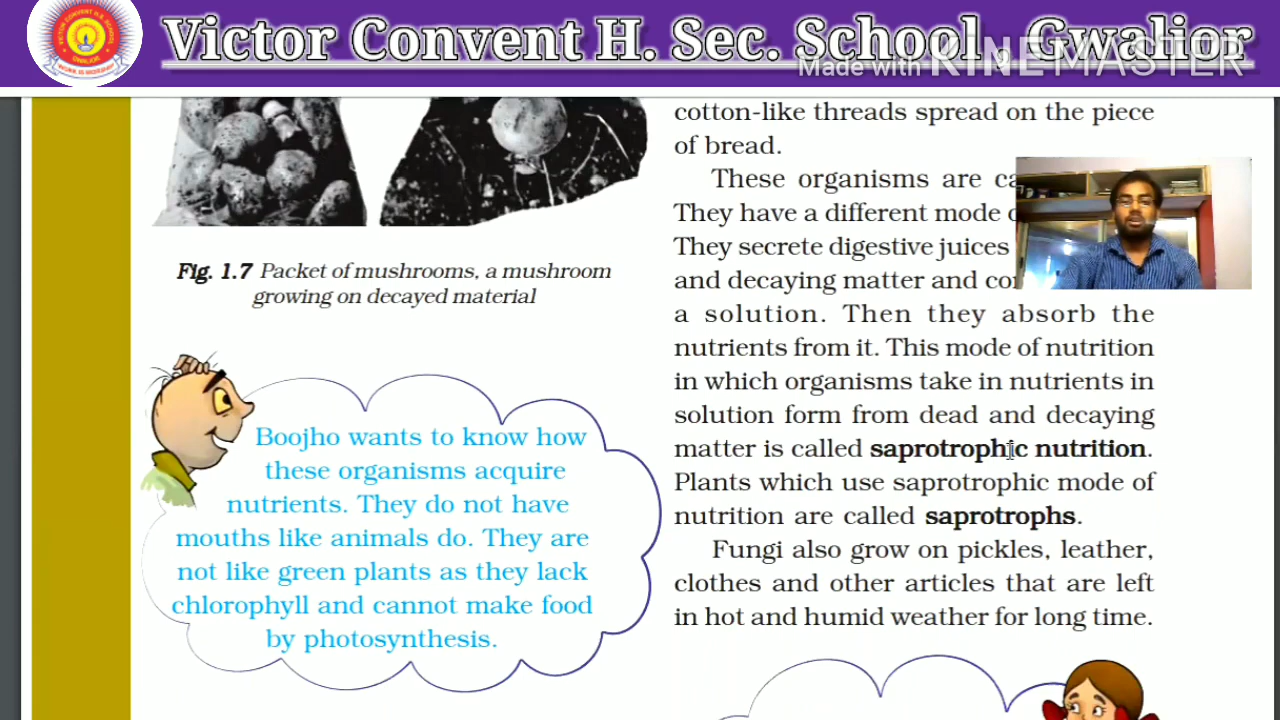 Victor Convent H. Sec. School, Gwalior
Made with KINEMASTER
Fig. 1.7 Packet of mushrooms, a mushroom
growing on decayed material
Boojho wants to know how
these organisms acquire
nutrients. They do not have
mouths like animals do. They are
not like green plants as they lack
chlorophyll and cannot make food
by photosynthesis.
cotton-like threads spread on the piece
of bread.
These organisms are
They have a different mode
They secrete digestive juices
and decaying matter and
a solution. Then they absorb the
nutrients from it. This mode of nutrition
in which organisms take in nutrients in
solution form from dead and decaying
matter is called saprotrophic nutrition.
Plants which use saprotrophic mode of
nutrition are called saprotrophs.
Fungi also grow on pickles, leather,
clothes and other articles that are left
in hot and humid weather for long time.